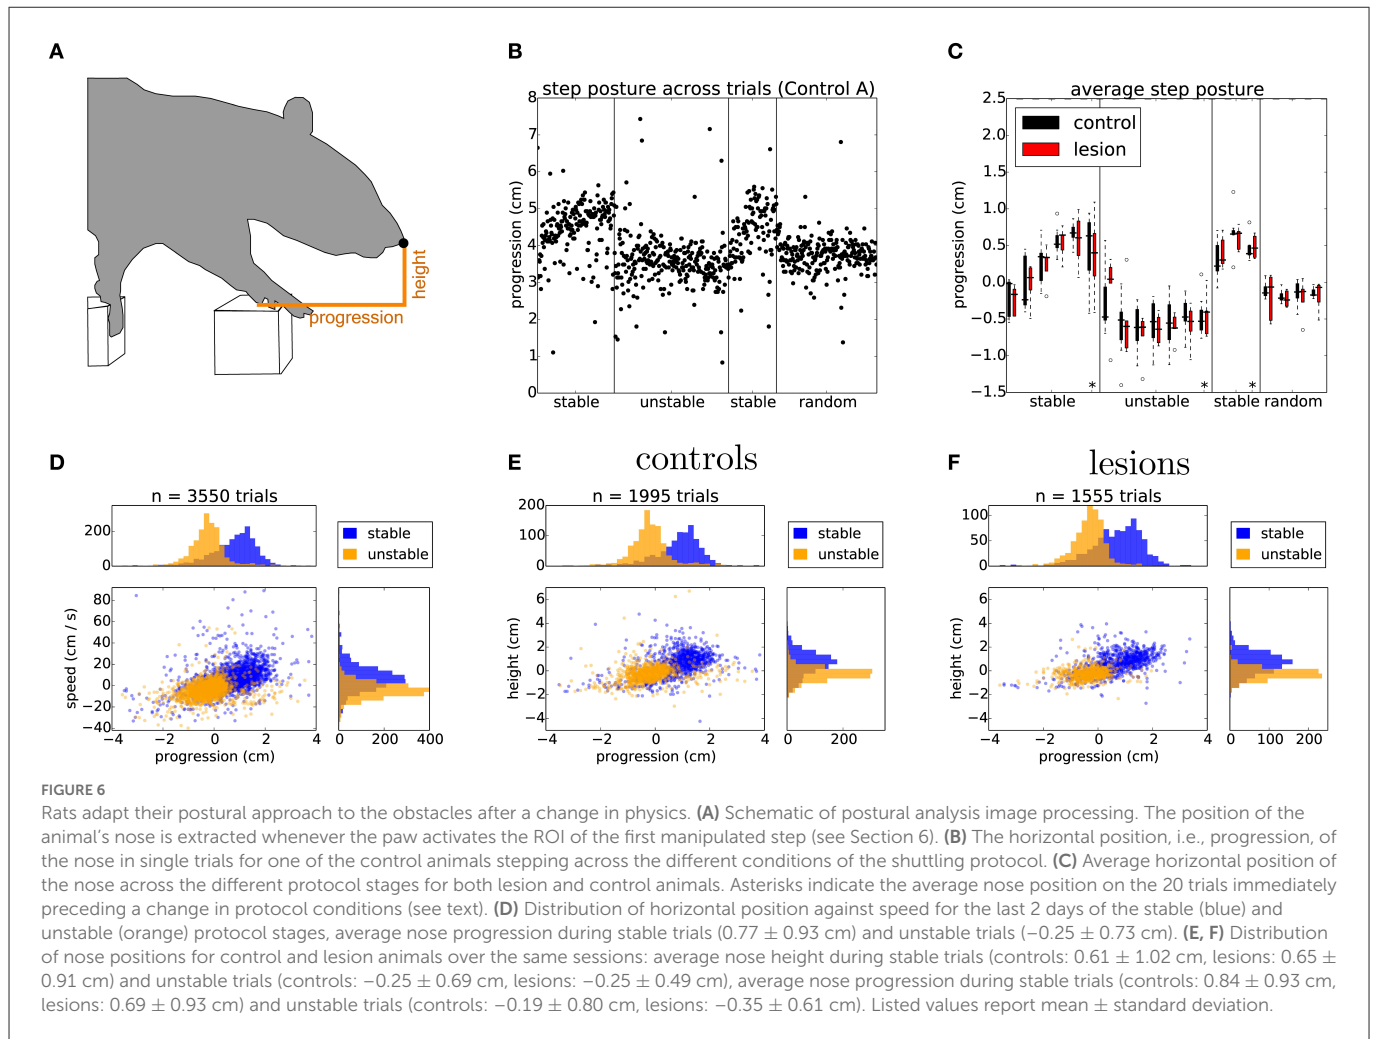 A
height
progression
B
step posture across trials (Control A)
8
7
6
5
4
3
2
1
0
progression (cm)
stable unstable stable random
C
average step posture
2.5
2.0
1.5
1.0
0.5
0.0
−0.5
−1.0
−1.5
progression (cm)
control
lesion
* * *
stable unstable stable random
D
n = 3550 trials
200
0
stable
unstable
80
60
40
20
0
−20
−40
speed (cm / s)
−4 −2 0 2 4
progression (cm)
0 200 400
E
controls
n = 1995 trials
200
100
0
stable
unstable
6
4
2
0
−2
−4
height (cm)
−4 −2 0 2 4
progression (cm)
0 200
F
lesions
n = 1555 trials
100
50
0
stable
unstable
6
4
2
0
−2
−4
height (cm)
−4 −2 0 2 4
progression (cm)
0 100 200
FIGURE 6
Rats adapt their postural approach to the obstacles after a change in physics. (A) Schematic of postural analysis image processing. The position of the
animal's nose is extracted whenever the paw activates the ROI of the first manipulated step (see Section 6). (B) The horizontal position, i.e., progression, of
the nose in single trials for one of the control animals stepping across the different conditions of the shuttling protocol. (C) Average horizontal position of
the nose across the different protocol stages for both lesion and control animals. Asterisks indicate the average nose position on the 20 trials immediately
preceding a change in protocol conditions (see text). (D) Distribution of horizontal position against speed for the last 2 days of the stable (blue) and
unstable (orange) protocol stages, average nose progression during stable trials (0.77 ± 0.93 cm) and unstable trials (−0.25 ± 0.73 cm). (E, F) Distribution
of nose positions for control and lesion animals over the same sessions: average nose height during stable trials (controls: 0.61 ± 1.02 cm, lesions: 0.65 ±
0.91 cm) and unstable trials (controls: −0.25 ± 0.69 cm, lesions: −0.25 ± 0.49 cm), average nose progression during stable trials (controls: 0.84 ± 0.93 cm,
lesions: 0.69 ± 0.93 cm) and unstable trials (controls: −0.19 ± 0.80 cm, lesions: −0.35 ± 0.61 cm). Listed values report mean ± standard deviation.